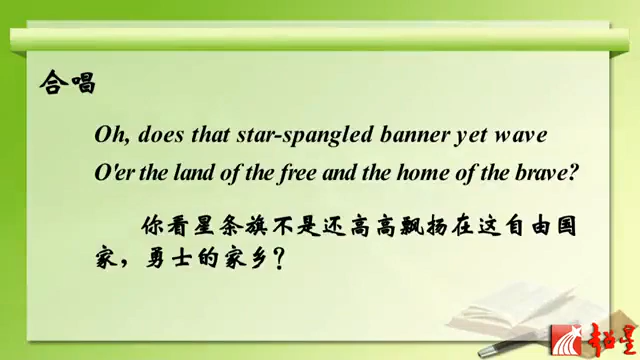 合唱
Oh, does that star-spangled banner yet wave
O'er the land of the free and the home of the brave?
你看星条旗不是还高高飘扬在这自由国
家，勇士的家乡？